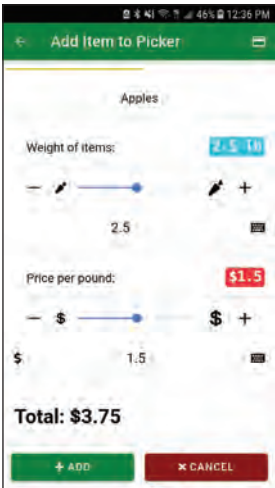 46% 12:36 PM
Add Item to Picker
Apples
Weight of items:
2.5 lb
2.5
Price per pound:
$1.5
$ $
$ 1.5
Total: $3.75
+ ADD
× CANCEL